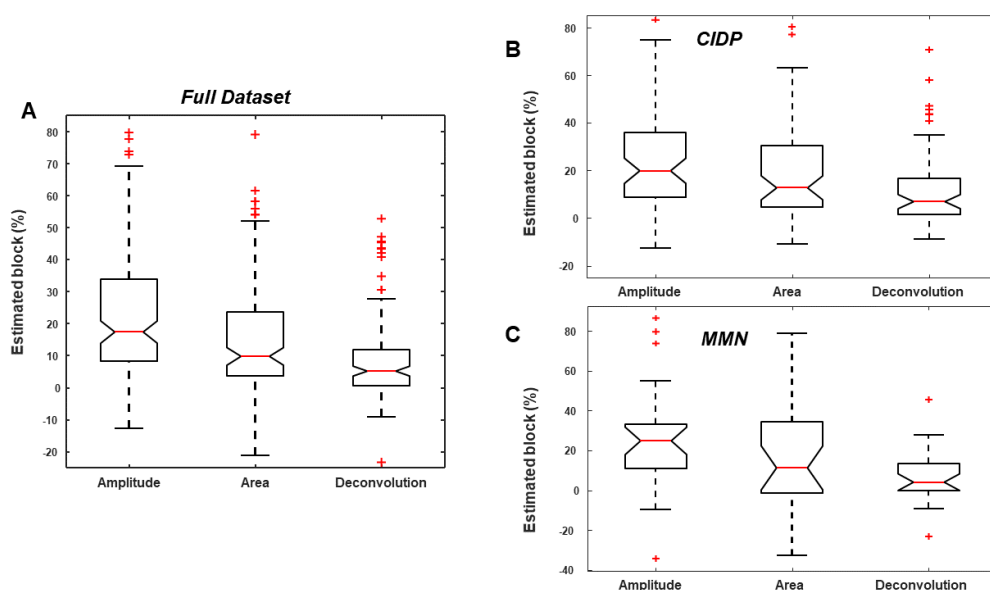 A
Full Dataset
Estimated block (%)
80
70
60
50
40
30
20
10
0
-10
-20
Amplitude Area Deconvolution
B
CIDP
Estimated block (%)
80
60
40
20
0
-20
Amplitude Area Deconvolution
C
MMN
Estimated block (%)
80
60
40
20
0
-20
-40
Amplitude Area Deconvolution